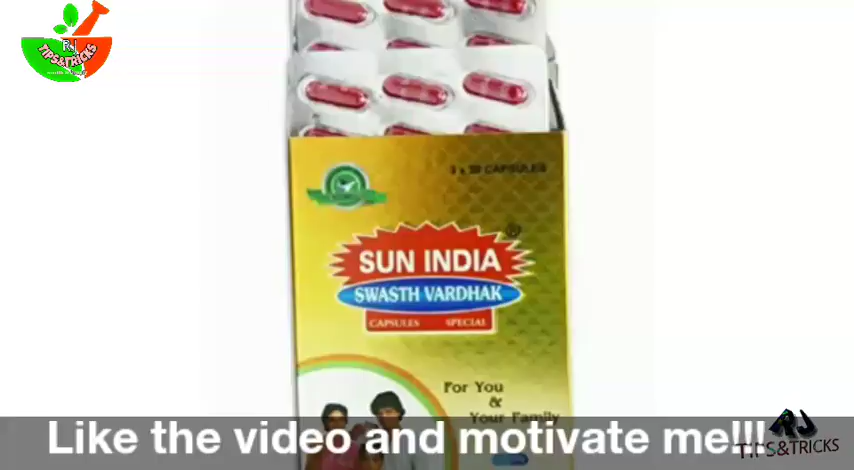 RJ
TIPS&TRICKS
3 x 20 CAPSULES
SUN INDIA
SWASTH VARDHAK
CAPSULES SPECIAL
For You
&
Your Family
Like the video and motivate me!!!
RJ
TIPS&TRICKS